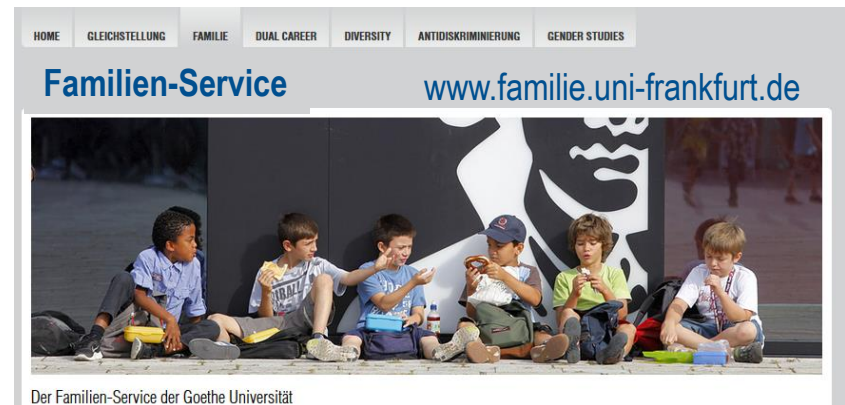 HOME GLEICHSTELLUNG FAMILIE DUAL CAREER DIVERSITY ANTIDISKRIMINIERUNG GENDER STUDIES
Familien-Service www.familie.uni-frankfurt.de
Der Familien-Service der Goethe Universität